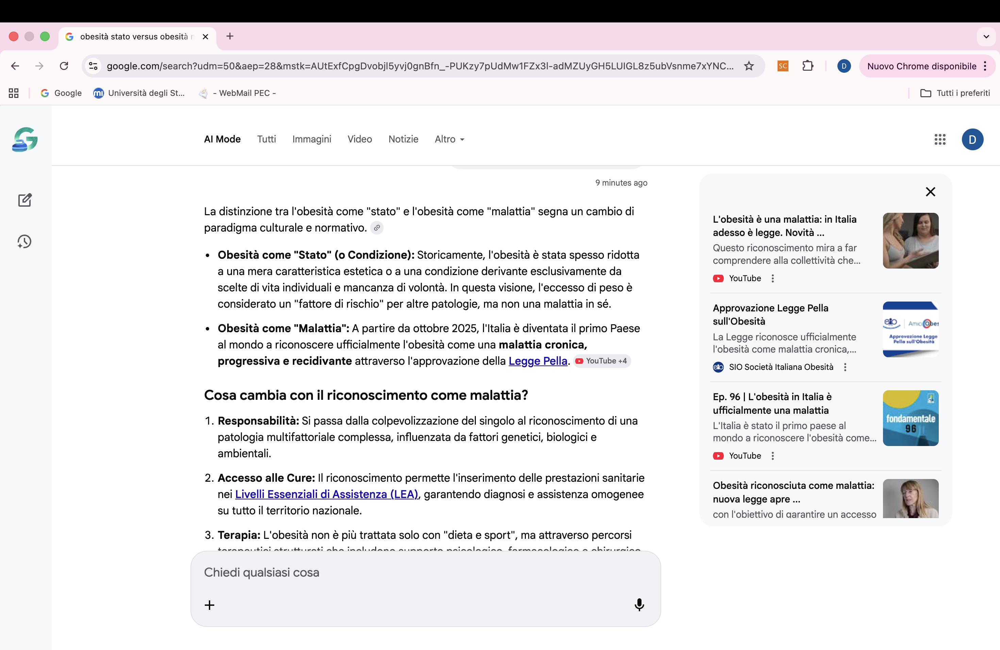 obesità stato versus obesità
google.com/search?udm=50&aep=28&mstk=AUtExfCpgDvobjl5yvj0gnBfn_-PUKzy7pUdMw1FZx3l-adMZUyGH5LUIGL8z5ubVsnme7xYNC...
SC
D
Nuovo Chrome disponibile
Google
Università degli St...
- WebMail PEC -
Tutti i preferiti
AI Mode
Tutti
Immagini
Video
Notizie
Altro
D
9 minutes ago
La distinzione tra l'obesità come "stato" e l'obesità come "malattia" segna un cambio di
paradigma culturale e normativo.
• Obesità come "Stato" (o Condizione): Storicamente, l'obesità è stata spesso ridotta
a una mera caratteristica estetica o a una condizione derivante esclusivamente da
scelte di vita individuali e mancanza di volontà. In questa visione, l'eccesso di peso è
considerato un "fattore di rischio" per altre patologie, ma non una malattia in sé.
• Obesità come "Malattia": A partire da ottobre 2025, l'Italia è diventata il primo Paese
al mondo a riconoscere ufficialmente l'obesità come una malattia cronica,
progressiva e recidivante attraverso l'approvazione della Legge Pella. YouTube +4
Cosa cambia con il riconoscimento come malattia?
1. Responsabilità: Si passa dalla colpevolizzazione del singolo al riconoscimento di una
patologia multifattoriale complessa, influenzata da fattori genetici, biologici e
ambientali.
2. Accesso alle Cure: Il riconoscimento permette l'inserimento delle prestazioni sanitarie
nei Livelli Essenziali di Assistenza (LEA), garantendo diagnosi e assistenza omogenee
su tutto il territorio nazionale.
3. Terapia: L'obesità non è più trattata solo con "dieta e sport", ma attraverso percorsi
terapeutici strutturati che includono supporto psicologico, farmacologico e chirurgico
Chiedi qualsiasi cosa
L'obesità è una malattia: in Italia
adesso è legge. Novità ...
Questo riconoscimento mira a far
comprendere alla collettività che...
YouTube
Approvazione Legge Pella
sull'Obesità
La Legge riconosce ufficialmente
l'obesità come malattia cronica,...
SIO Società Italiana Obesità
sio
Amici Obes
Approvazione Legge
Pella sull'Obesità
Ep. 96 | L'obesità in Italia è
ufficialmente una malattia
L'Italia è stato il primo paese al
mondo a riconoscere l'obesità come...
YouTube
fondamentale
96
Obesità riconosciuta come malattia:
nuova legge apre ...
con l'obiettivo di garantire un accesso